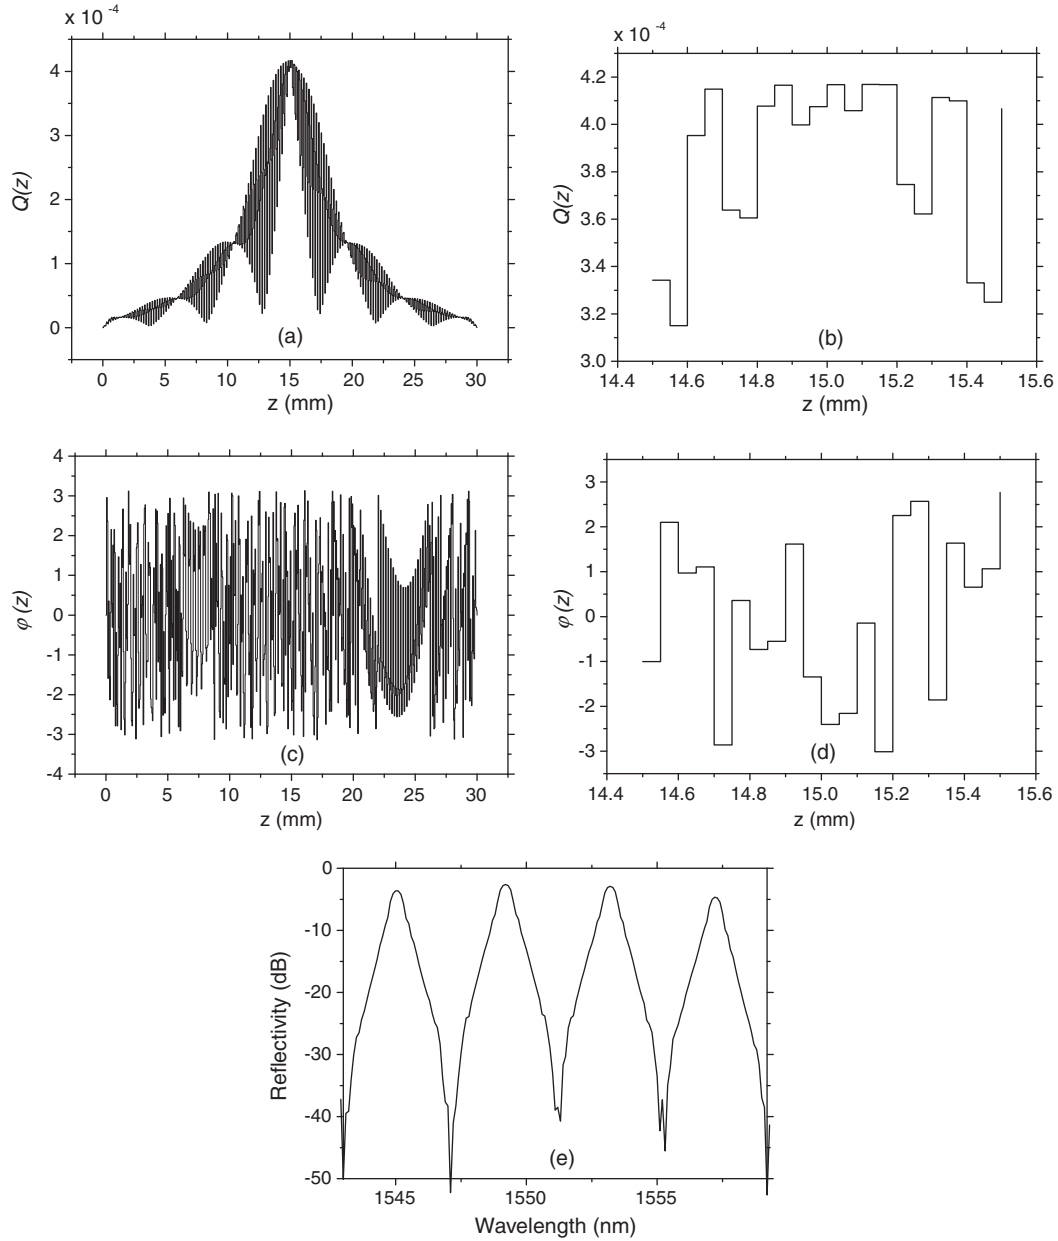 x 10 -4
4
3
2
1
0
Q(z)
(a)
0 5 10 15 20 25 30
z (mm)
x 10 -4
4.2
4.0
3.8
3.6
3.4
3.2
3.0
Q(z)
(b)
14.4 14.6 14.8 15.0 15.2 15.4 15.6
z (mm)
4
3
2
1
0
-1
-2
-3
-4
φ(z)
(c)
0 5 10 15 20 25 30
z (mm)
3
2
1
0
-1
-2
-3
φ(z)
(d)
14.4 14.6 14.8 15.0 15.2 15.4 15.6
z (mm)
0
-10
-20
-30
-40
-50
Reflectivity (dB)
(e)
1545 1550 1555
Wavelength (nm)